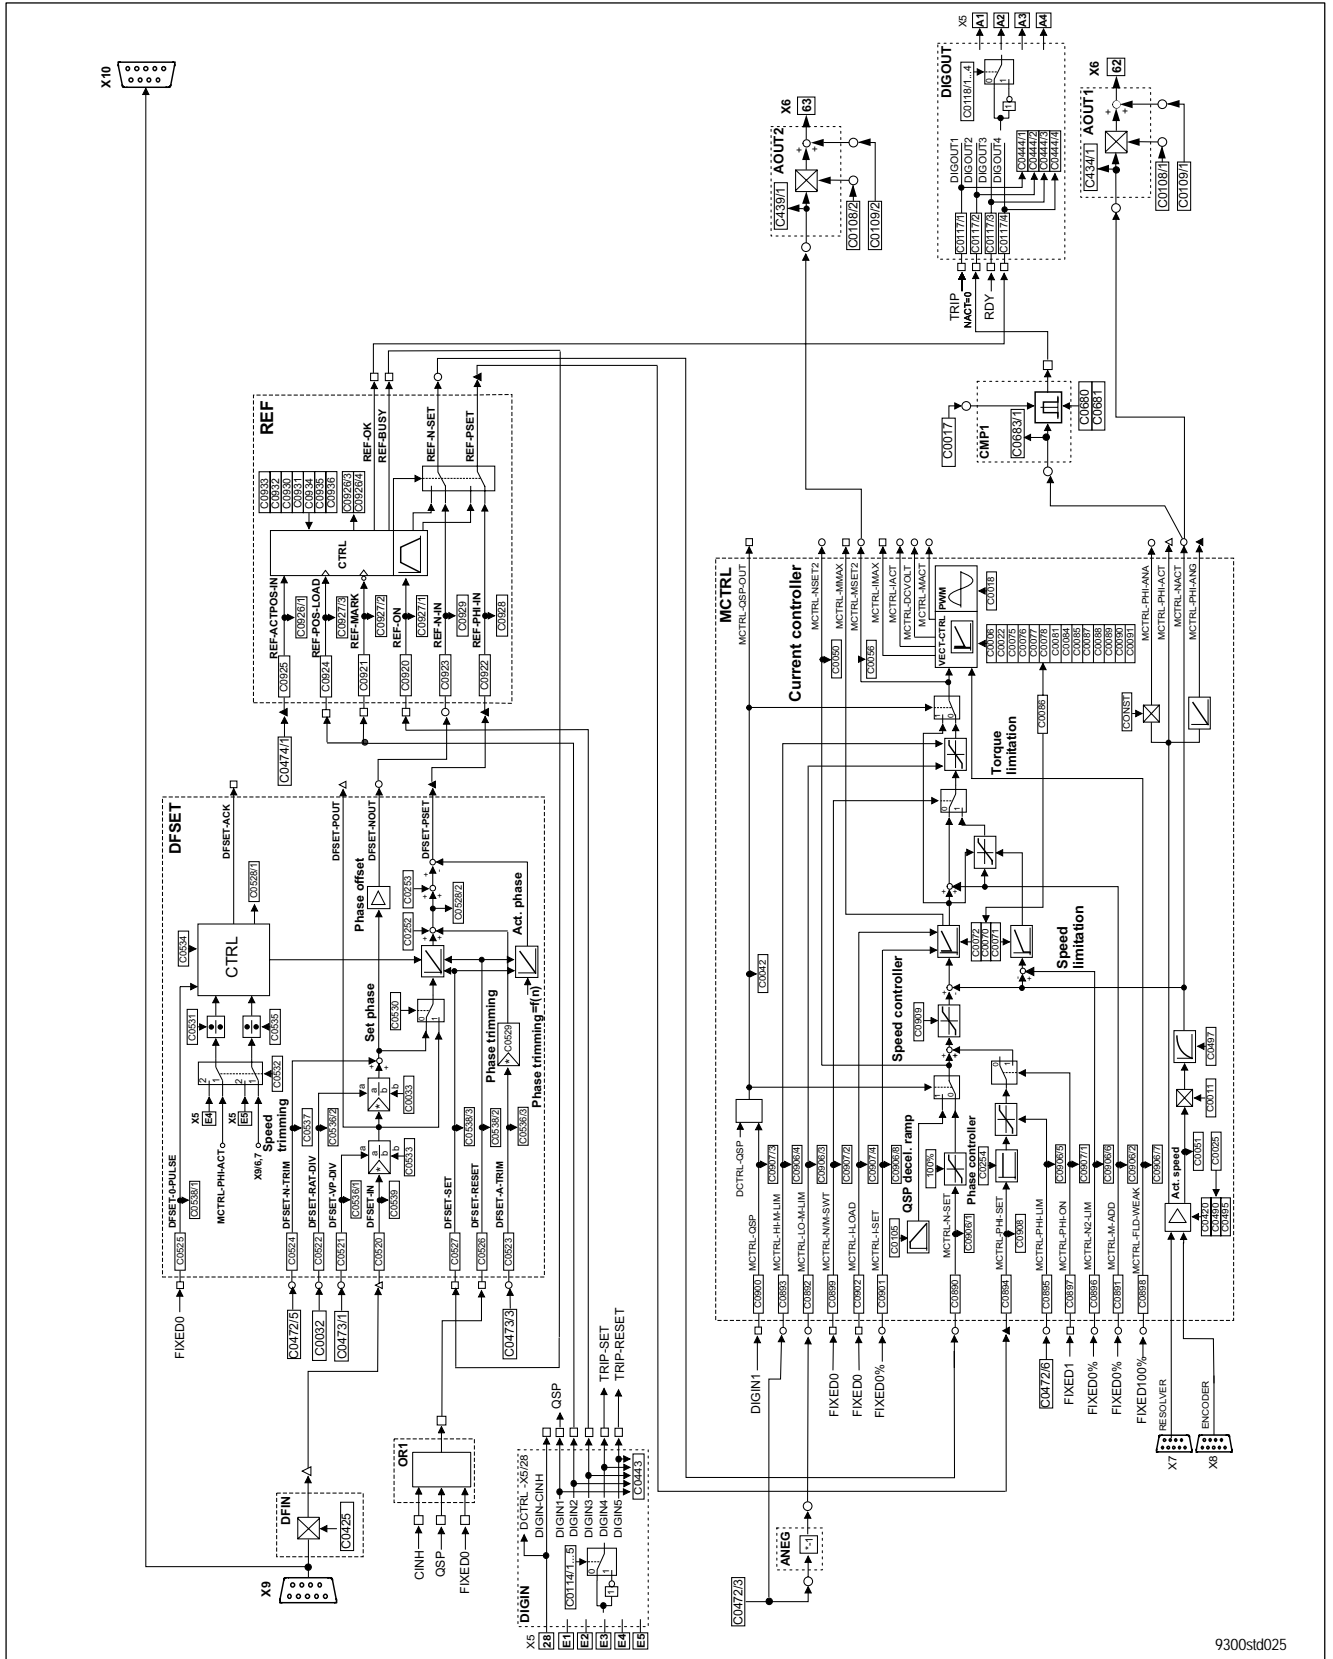 X10
X9
DFIN
C0425
CINH
QSP
FIXED0
OR1
X5
28
E1
E2
E3
E4
E5
DIGIN
C0114/1...5
0
1
1
DCTRL -X5/28
DIGIN-CINH
DIGIN1
DIGIN2
DIGIN3
DIGIN4
DIGIN5
C0443
QSP
TRIP-SET
TRIP-RESET
DFSET
FIXED0
C0472/5
C0032
C0473/1
C0473/3
C0525
C0524
C0522
C0521
C0520
C0527
C0526
C0523
DFSET-0-PULSE
C0538/1
MCTRL-PHI-ACT
X9/6,7
Speed
trimming
DFSET-N-TRIM
C0537
DFSET-RAT-DIV
C0536/2
DFSET-VP-DIV
C0536/1
DFSET-IN
C0539
C0533
C0033
DFSET-SET
C0538/3
DFSET-RESET
C0538/2
DFSET-A-TRIM
C0536/3
X5
E4
X5
E5
C0532
C0531
C0535
C0534
CTRL
C0528/1
DFSET-ACK
Set phase
Phase trimming
C0529
Phase trimming =f(n)
C0530
Phase offset
C0252
C0253
C0528/2
Act. phase
DFSET-POUT
DFSET-NOUT
DFSET-PSET
REF
C0474/1
C0925
C0924
C0921
C0920
C0923
C0922
REF-ACTPOS-IN
C0926/1
REF-POS-LOAD
C0927/3
REF-MARK
C0927/2
REF-ON
C0927/1
REF-N-IN
C0929
REF-PHI-IN
C0928
CTRL
C0933
C0932
C0930
C0931
C0934
C0935
C0936
C0926/3
C0926/4
REF-OK
REF-BUSY
REF-N-SET
REF-PSET
AOUT2
X6
63
C439/1
C0108/2
C0109/2
DIGOUT
X5
A1
A2
A3
A4
C0118/1...4
0
1
1
DIGOUT1
DIGOUT2
DIGOUT3
DIGOUT4
C0444/1
C0444/2
C0444/3
C0444/4
C0117/1
C0117/2
C0117/3
C0117/4
TRIP
NACT=0
RDY
AOUT1
X6
62
C434/1
C0108/1
C0109/1
CMP1
C0017
C0683/1
C0680
C0681
MCTRL
Current controller
C0472/3
ANEG
*-1
DIGIN1
FIXED0
FIXED0
FIXED0%
C0472/6
FIXED1
FIXED0%
FIXED0%
FIXED100%
RESOLVER
X7
ENCODER
X8
C0900
C0893
C0892
C0899
C0902
C0901
C0890
C0894
C0895
C0897
C0896
C0891
C0898
DCTRL-QSP
MCTRL-QSP
C0907/3
MCTRL-HI-M-LIM
C0906/4
MCTRL-LO-M-LIM
C0906/3
MCTRL-N/M-SWT
C0907/2
MCTRL-I-LOAD
C0907/4
MCTRL-I-SET
C0906/8
QSP decel. ramp
C0105
MCTRL-N-SET
C0906/1
100%
Phase controller
C0254
MCTRL-PHI-SET
C0908
MCTRL-PHI-LIM
C0906/5
MCTRL-PHI-ON
C0907/1
MCTRL-N2-LIM
C0906/6
MCTRL-M-ADD
C0906/2
MCTRL-FLD-WEAK
C0906/7
Act. speed
C0051
C0025
C0420
C0490
C0495
C0011
C0497
C0042
Speed controller
C0909
C0072
C0070
C0071
Speed
limitation
Torque
limitation
C0086
CONST
C0050
C0056
VECT-CTRL
PWM
C0018
C0006
C0022
C0075
C0076
C0077
C0078
C0081
C0084
C0085
C0087
C0088
C0089
C0090
C0091
MCTRL-QSP-OUT
MCTRL-NSET2
MCTRL-MMAX
MCTRL-MSET2
MCTRL-IMAX
MCTRL-IACT
MCTRL-DCVOLT
MCTRL-MACT
MCTRL-PHI-ANA
MCTRL-PHI-ACT
MCTRL-NACT
MCTRL-PHI-ANG
9300std025